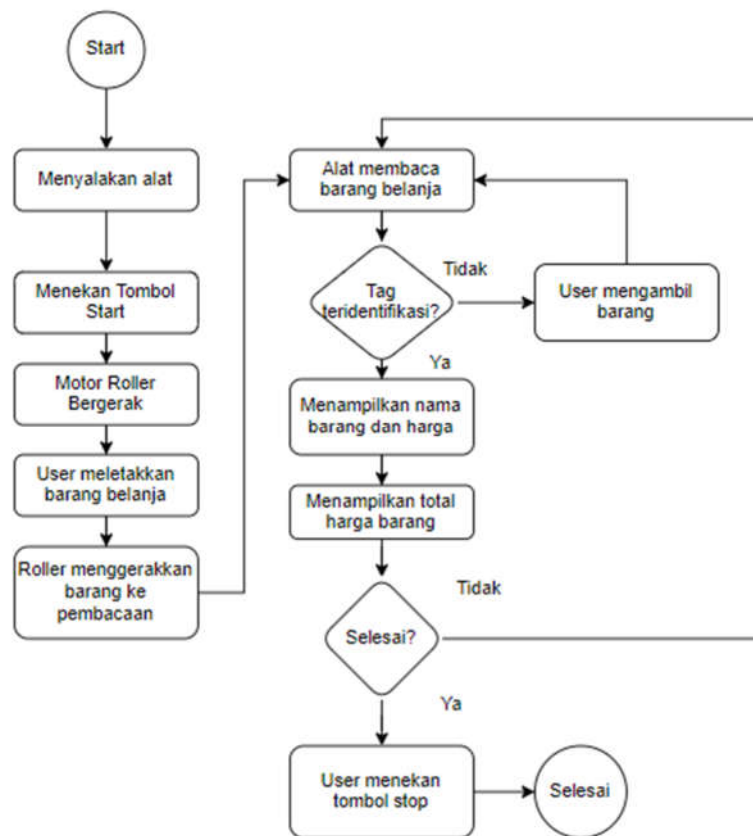 Start
Menyalakan alat
Menekan Tombol
Start
Motor Roller
Bergerak
User meletakkan
barang belanja
Roller menggerakkan
barang ke
pembacaan
Alat membaca
barang belanja
Tag
teridentifikasi?
Tidak
User mengambil
barang
Ya
Menampilkan nama
barang dan harga
Menampilkan total
harga barang
Selesai?
Tidak
Ya
User menekan
tombol stop
Selesai